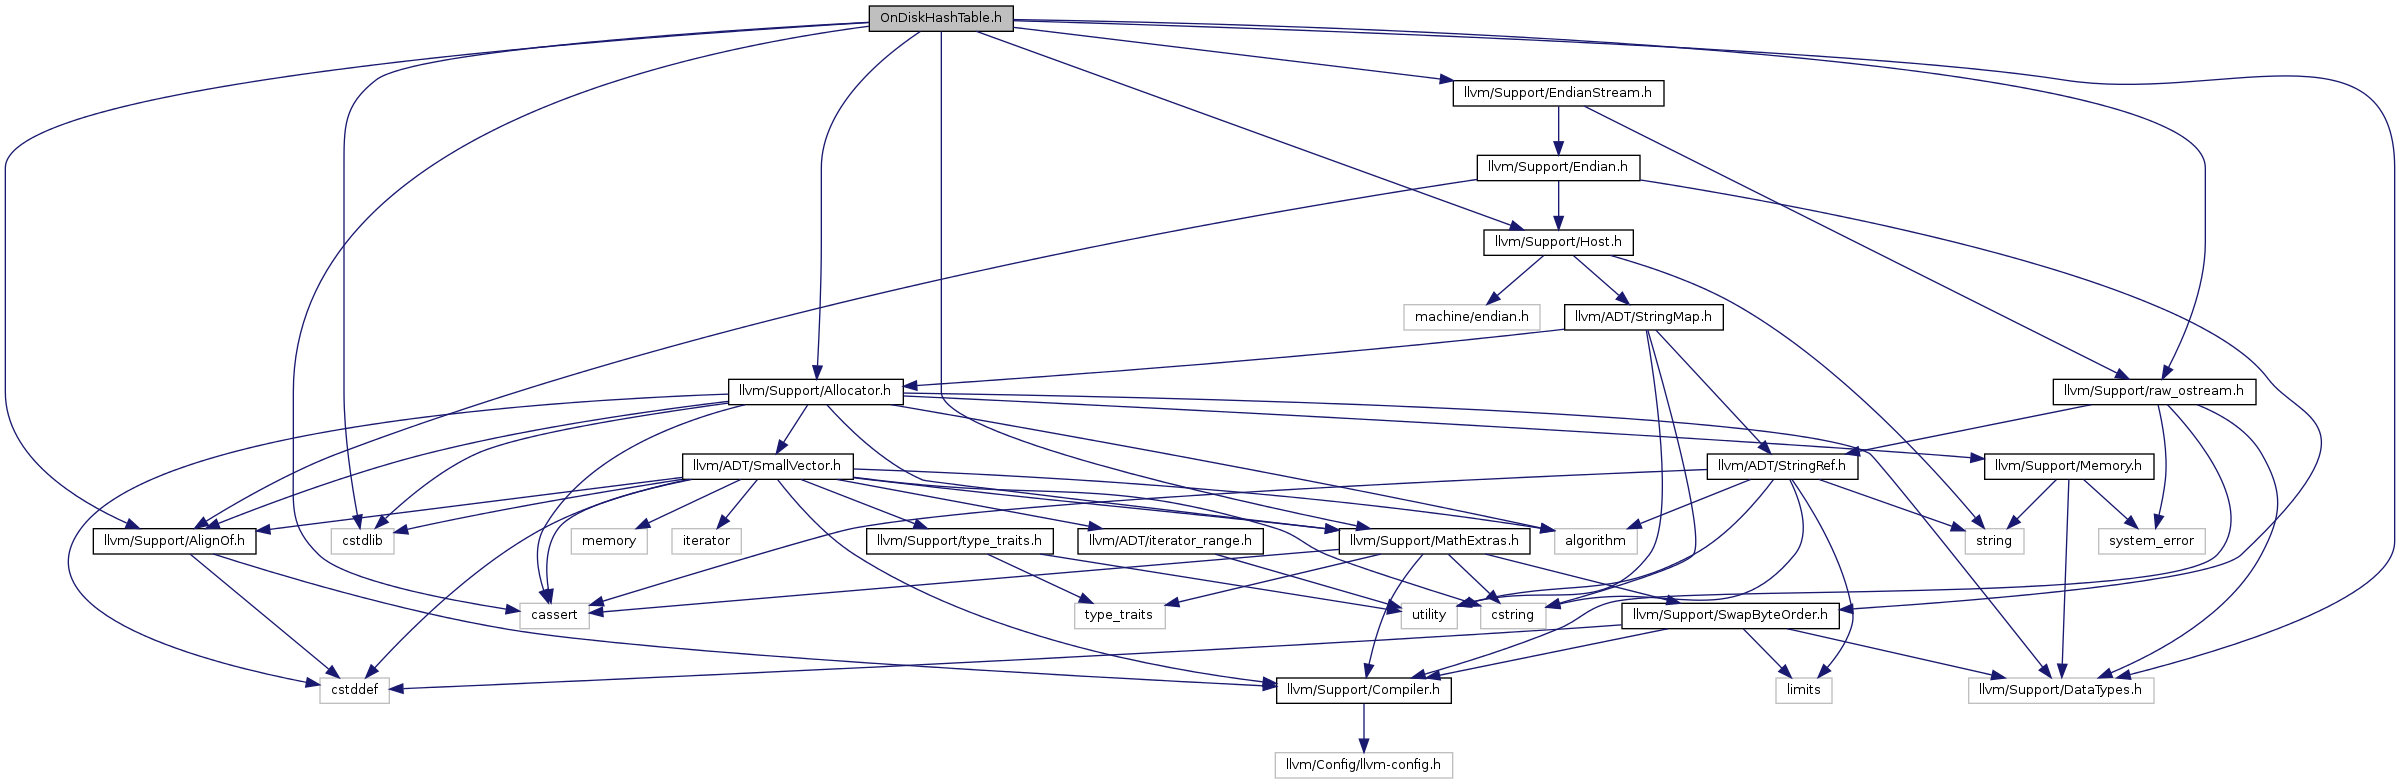 OnDiskHashTable.h
llvm/Support/EndianStream.h
llvm/Support/Endian.h
llvm/Support/Host.h
machine/endian.h
llvm/ADT/StringMap.h
llvm/Support/Allocator.h
llvm/Support/raw_ostream.h
llvm/ADT/SmallVector.h
llvm/ADT/StringRef.h
llvm/Support/Memory.h
llvm/Support/AlignOf.h
cstdlib
memory
iterator
llvm/Support/type_traits.h
llvm/ADT/iterator_range.h
llvm/Support/MathExtras.h
algorithm
string
system_error
cassert
type_traits
utility
cstring
llvm/Support/SwapByteOrder.h
cstddef
llvm/Support/Compiler.h
limits
llvm/Support/DataTypes.h
llvm/Config/llvm-config.h